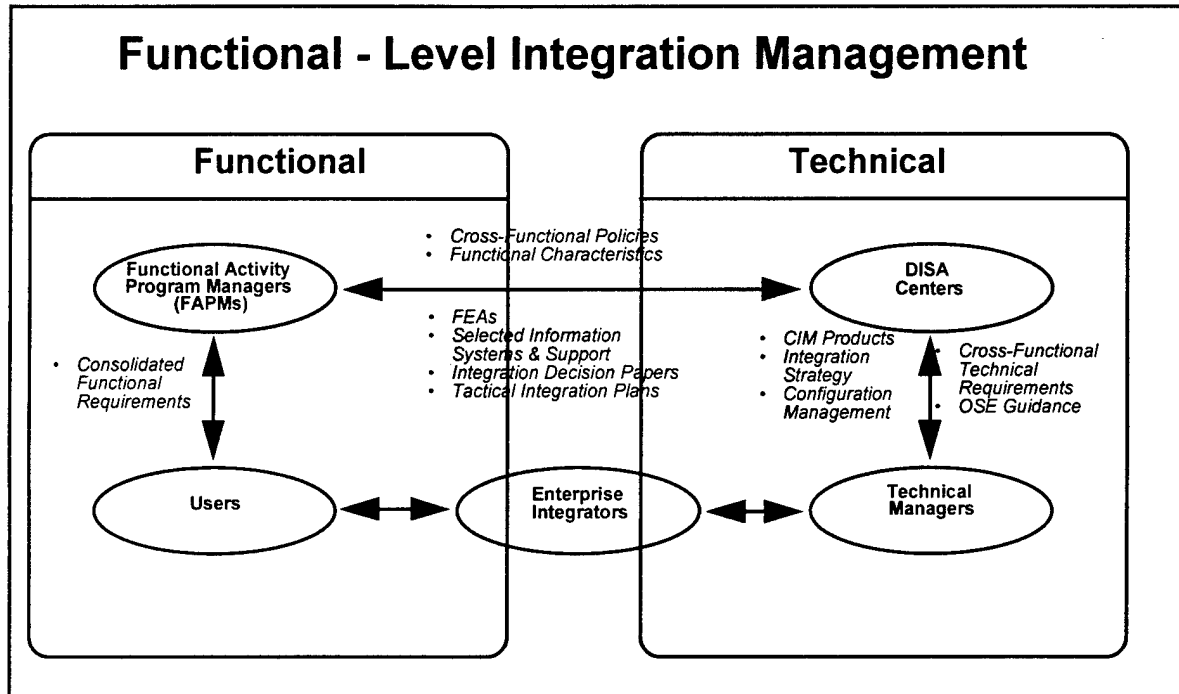 Functional - Level Integration Management
Functional
Technical
• Cross-Functional Policies
• Functional Characteristics
Functional Activity
Program Managers
(FAPMs)
DISA
Centers
• FEAs
• Selected Information
Systems & Support
• Integration Decision Papers
• Tactical Integration Plans
• Consolidated
Functional
Requirements
• CIM Products
• Integration
Strategy
• Configuration
Management
• Cross-Functional
Technical
Requirements
• OSE Guidance
Users
Enterprise
Integrators
Technical
Managers